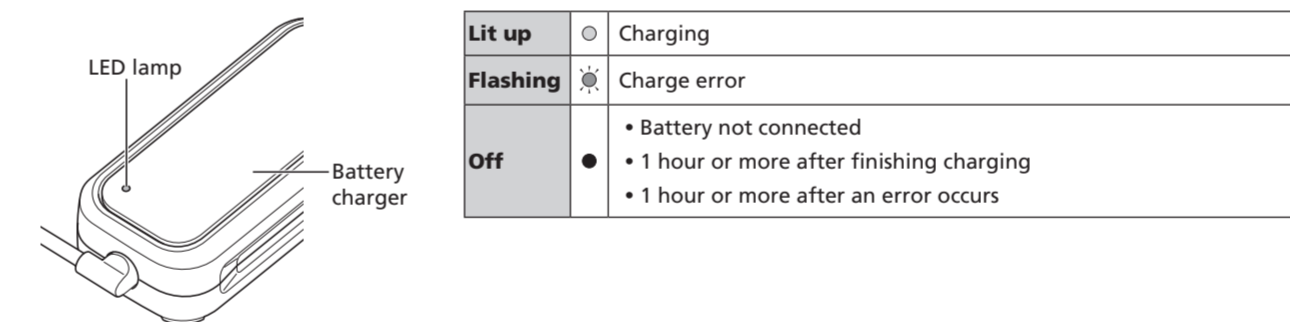 LED lamp
Battery
charger
Lit up Charging
Flashing Charge error
• Battery not connected
Off • 1 hour or more after finishing charging
• 1 hour or more after an error occurs